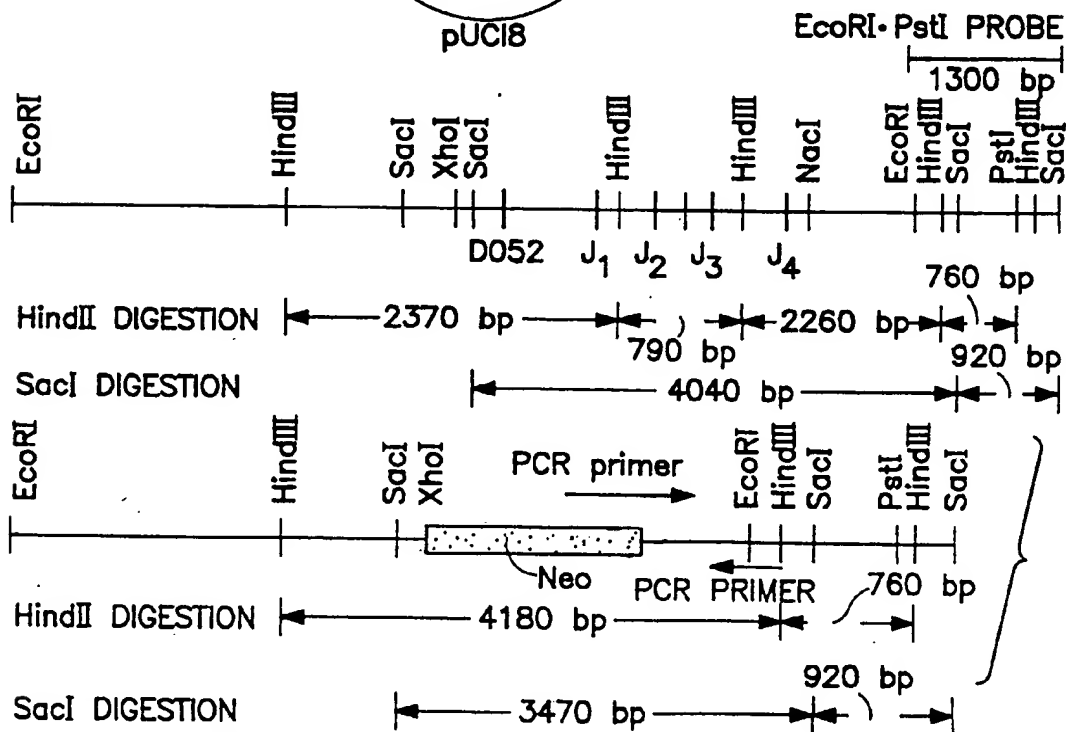 pUC18
EcoRI·PstI PROBE
1300 bp
EcoRI
HindIII
SacI
XhoI
SacI
HindIII
HindIII
NacI
EcoRI
HindIII
SacI
PstI
HindIII
SacI
D052
J1
J2
J3
J4
760 bp
HindII DIGESTION
2370 bp
790 bp
2260 bp
920 bp
SacI DIGESTION
4040 bp
EcoRI
HindIII
SacI
XhoI
PCR primer
EcoRI
HindIII
SacI
PstI
HindIII
SacI
Neo
PCR PRIMER
760 bp
HindII DIGESTION
4180 bp
920 bp
SacI DIGESTION
3470 bp